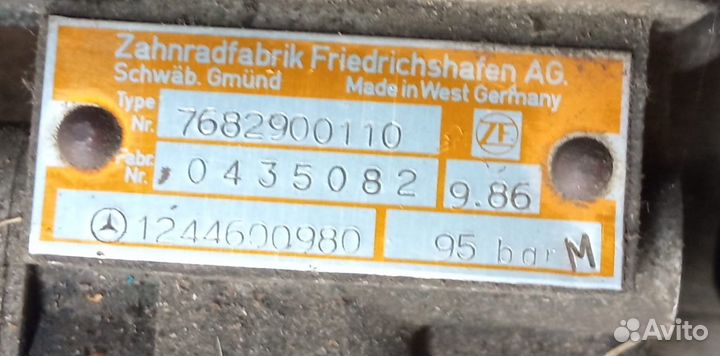 Zahnradfabrik Friedrichshafen AG.
Schwäb. Gmünd Made in West Germany
Type Nr. 7682900110 ZF
Fabr. Nr. 0435082 9.86
1244600980 95 bar M
Avito